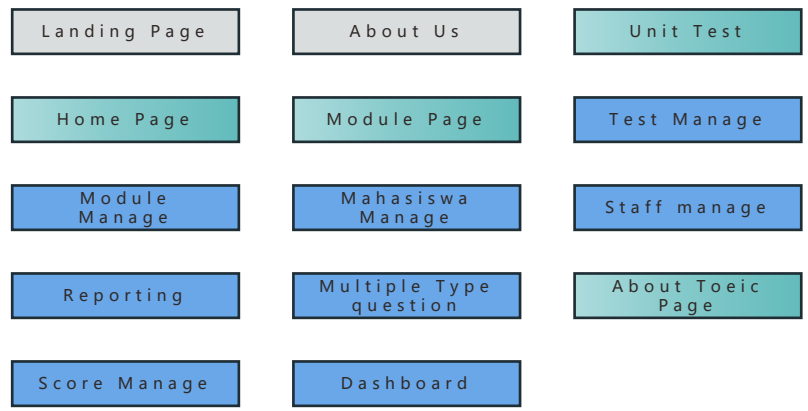 Landing Page
About Us
Unit Test
Home Page
Module Page
Test Manage
Module
Manage
Mahasiswa
Manage
Staff manage
Reporting
Multiple Type
question
About Toeic
Page
Score Manage
Dashboard